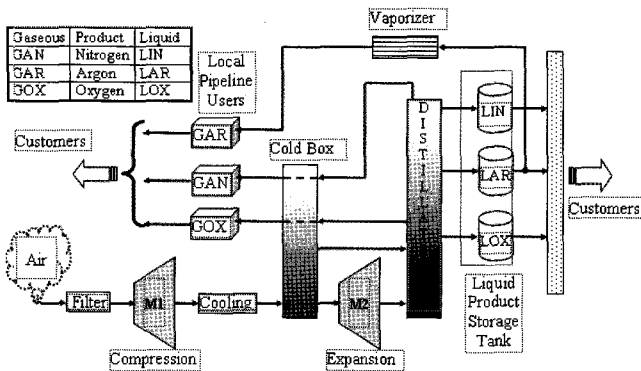 Gaseous Product Liquid
GAN Nitrogen LIN
GAR Argon LAR
GOX Oxygen LOX
Vaporizer
Local
Pipeline
Users
Customers
GAR
GAN
GOX
Cold Box
DISTILLAT
LIN
LAR
LOX
Customers
Air
Filter
M1
Cooling
M2
Compression
Expansion
Liquid
Product
Storage
Tank